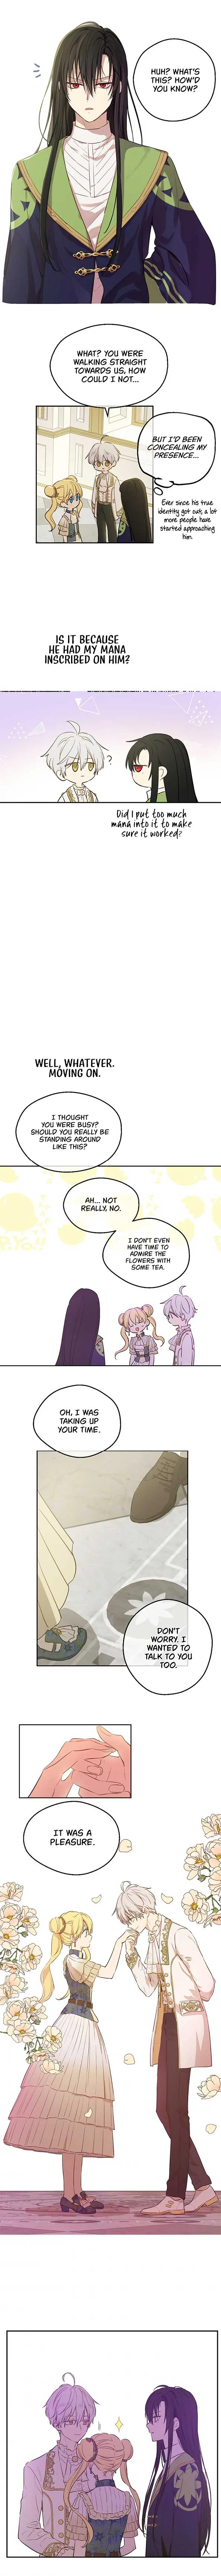 HUH? WHAT'S
THIS? HOW'D
YOU KNOW?
WHAT? YOU WERE
WALKING STRAIGHT
TOWARDS US, HOW
COULD I NOT...
BUT I'D BEEN
CONCEALING MY
PRESENCE...
Ever since his true
identity got out, a lot
more people have
started approaching
him.
IS IT BECAUSE
HE HAD MY MANA
INSCRIBED ON HIM?
?
Did I put too much
mana into it to make
sure it worked?
WELL, WHATEVER.
MOVING ON.
I THOUGHT
YOU WERE BUSY?
SHOULD YOU REALLY BE
STANDING AROUND
LIKE THIS?
AH... NOT
REALLY, NO.
I DON'T EVEN
HAVE TIME TO
ADMIRE THE
FLOWERS WITH
SOME TEA.
OH, I WAS
TAKING UP
YOUR TIME.
DON'T
WORRY. I
WANTED TO
TALK TO YOU
TOO.
IT WAS A
PLEASURE.